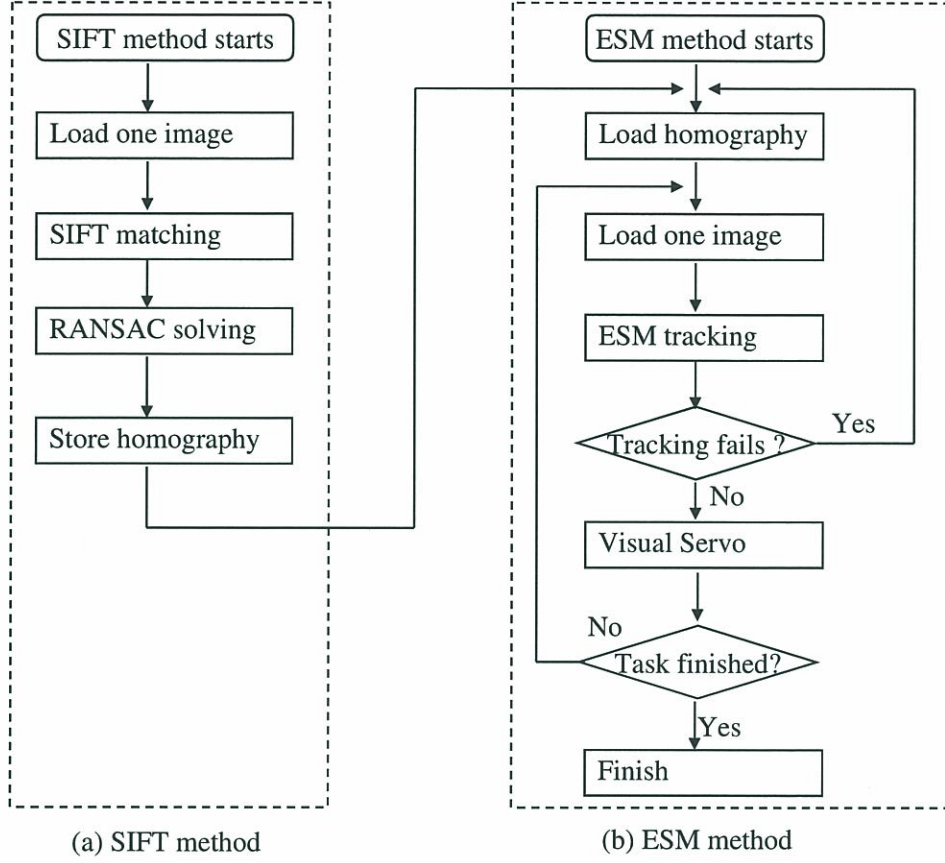 SIFT method starts
Load one image
SIFT matching
RANSAC solving
Store homography
(a) SIFT method
ESM method starts
Load homography
Load one image
ESM tracking
Tracking fails ?
Yes
No
Visual Servo
No
Task finished?
Yes
Finish
(b) ESM method